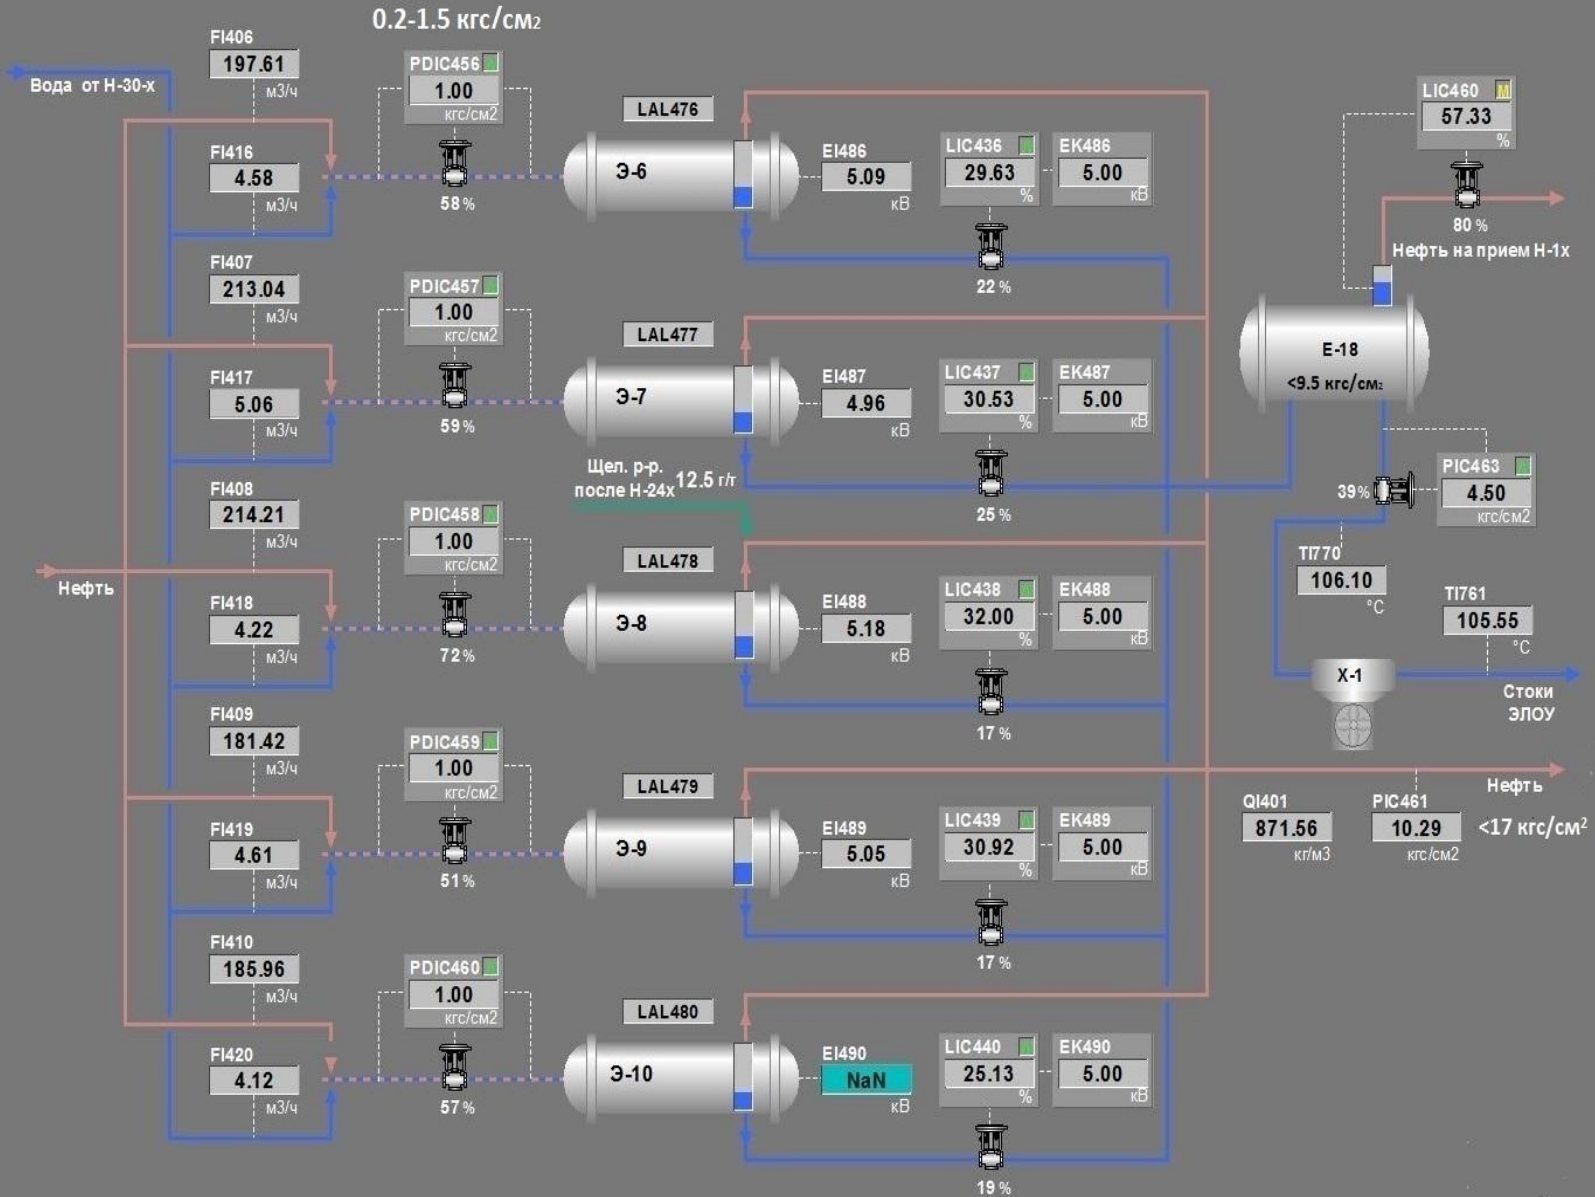 0.2-1.5 кгс/см2
FI406
197.61
м3/ч
Вода от Н-30-х
PDIC456
1.00
кгс/см2
58 %
FI416
4.58
м3/ч
LAL476
Э-6
EI486
5.09
кВ
LIC436
29.63
%
EK486
5.00
кВ
22 %
LIC460 M
57.33
%
80 %
Нефть на прием Н-1х
FI407
213.04
м3/ч
PDIC457
1.00
кгс/см2
59 %
FI417
5.06
м3/ч
LAL477
Э-7
EI487
4.96
кВ
LIC437
30.53
%
EK487
5.00
кВ
25 %
Е-18
<9.5 кгс/см2
Щел. р-р.
после Н-24х 12.5 г/т
PIC463
4.50
кгс/см2
39%
FI408
214.21
м3/ч
Нефть
PDIC458
1.00
кгс/см2
72 %
FI418
4.22
м3/ч
LAL478
Э-8
EI488
5.18
кВ
LIC438
32.00
%
EK488
5.00
кВ
17 %
TI770
106.10
°C
TI761
105.55
°C
Х-1
Стоки
ЭЛОУ
FI409
181.42
м3/ч
PDIC459
1.00
кгс/см2
51 %
FI419
4.61
м3/ч
LAL479
Э-9
EI489
5.05
кВ
LIC439
30.92
%
EK489
5.00
кВ
17 %
Нефть
QI401
871.56
кг/м3
PIC461
10.29
кгс/см2
<17 кгс/см2
FI410
185.96
м3/ч
PDIC460
1.00
кгс/см2
57 %
FI420
4.12
м3/ч
LAL480
Э-10
EI490
NaN
кВ
LIC440
25.13
%
EK490
5.00
кВ
19 %